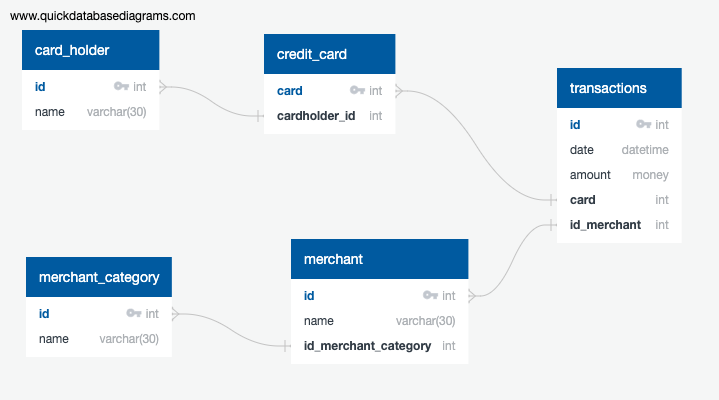 www.quickdatabasediagrams.com
card_holder
id int
name varchar(30)
credit_card
card int
cardholder_id int
transactions
id int
date datetime
amount money
card int
id_merchant int
merchant_category
id int
name varchar(30)
merchant
id int
name varchar(30)
id_merchant_category int